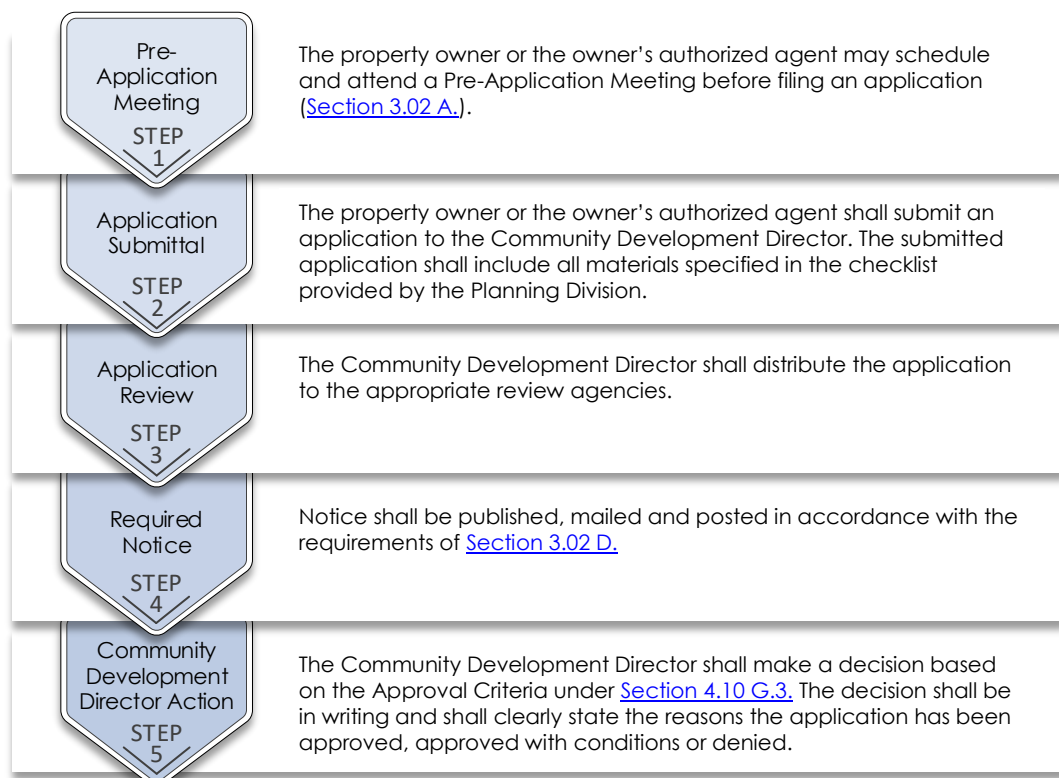 Pre-
Application
Meeting
STEP
1
The property owner or the owner’s authorized agent may schedule
and attend a Pre-Application Meeting before filing an application
(Section 3.02 A.).
Application
Submittal
STEP
2
The property owner or the owner’s authorized agent shall submit an
application to the Community Development Director. The submitted
application shall include all materials specified in the checklist
provided by the Planning Division.
Application
Review
STEP
3
The Community Development Director shall distribute the application
to the appropriate review agencies.
Required
Notice
STEP
4
Notice shall be published, mailed and posted in accordance with the
requirements of Section 3.02 D.
Community
Development
Director Action
STEP
5
The Community Development Director shall make a decision based
on the Approval Criteria under Section 4.10 G.3. The decision shall be
in writing and shall clearly state the reasons the application has been
approved, approved with conditions or denied.